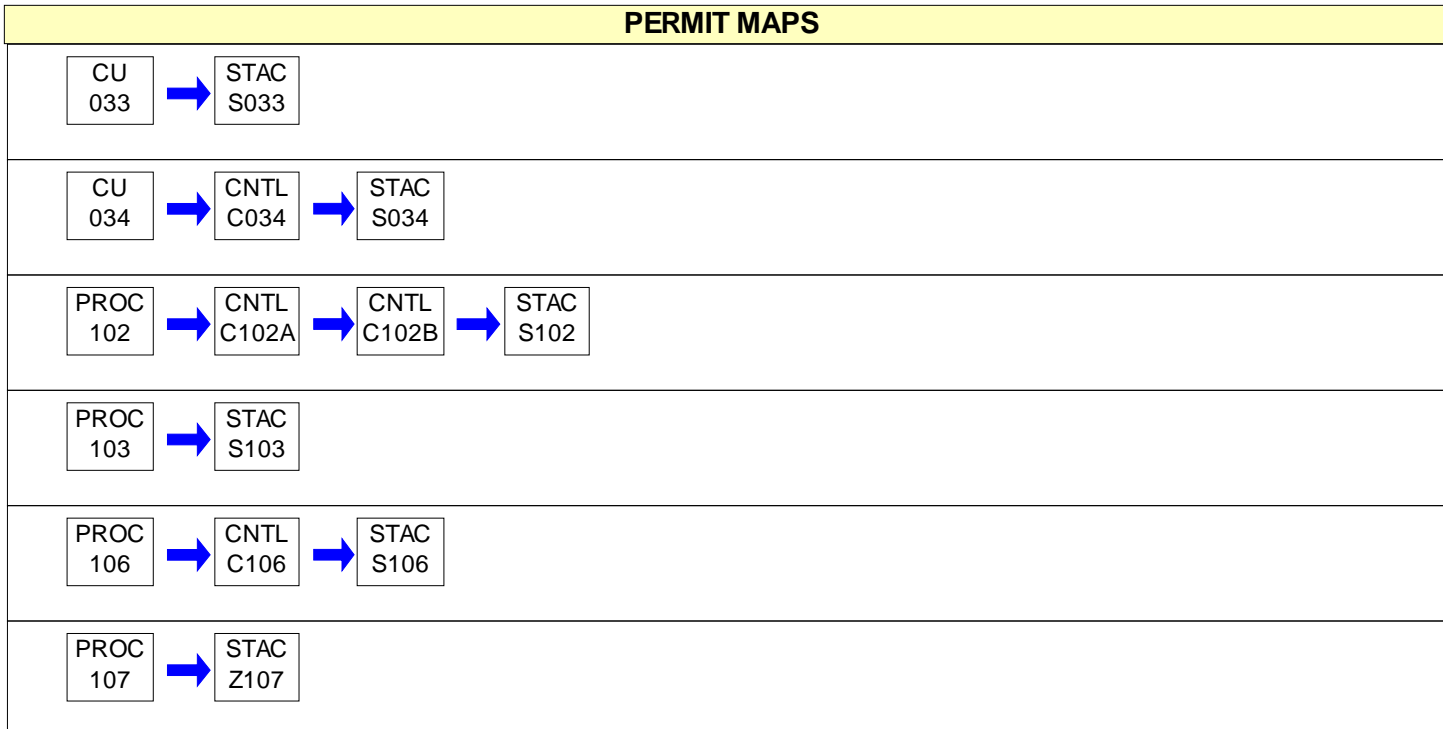 PERMIT MAPS
CU
033
STAC
S033
CU
034
CNTL
C034
STAC
S034
PROC
102
CNTL
C102A
CNTL
C102B
STAC
S102
PROC
103
STAC
S103
PROC
106
CNTL
C106
STAC
S106
PROC
107
STAC
Z107